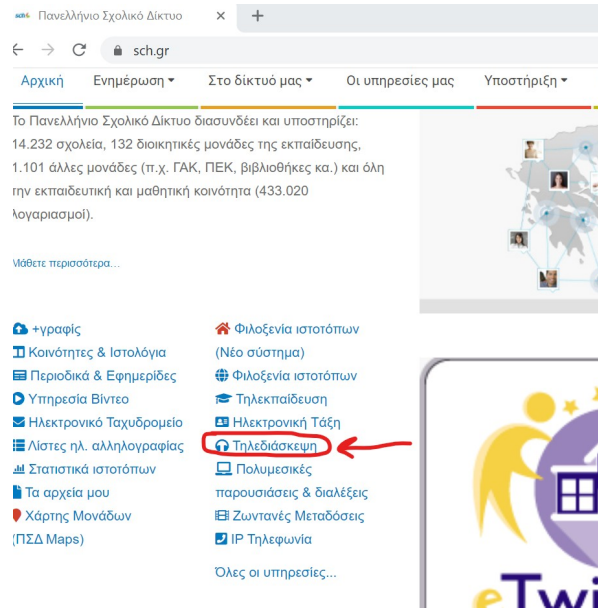 Πανελλήνιο Σχολικό Δίκτυο
sch.gr
Αρχική Ενημέρωση Στο δίκτυό μας Οι υπηρεσίες μας Υποστήριξη
Το Πανελλήνιο Σχολικό Δίκτυο διασυνδέει και υποστηρίζει:
14.232 σχολεία, 132 διοικητικές μονάδες της εκπαίδευσης,
1.101 άλλες μονάδες (π.χ. ΓΑΚ, ΠΕΚ, βιβλιοθήκες κα.) και όλη
την εκπαιδευτική και μαθητική κοινότητα (433.020
λογαριασμοί).
Μάθετε περισσότερα...
+γραφίς
Κοινότητες & Ιστολόγια
Περιοδικά & Εφημερίδες
Υπηρεσία Βίντεο
Ηλεκτρονικό Ταχυδρομείο
Λίστες ηλ. αλληλογραφίας
Στατιστικά ιστοτόπων
Τα αρχεία μου
Χάρτης Μονάδων
(ΠΣΔ Maps)
Φιλοξενία ιστοτόπων
(Νέο σύστημα)
Φιλοξενία ιστοτόπων
Τηλεκπαίδευση
Ηλεκτρονική Τάξη
Τηλεδιάσκεψη
Πολυμεσικές
παρουσιάσεις & διαλέξεις
Ζωντανές Μεταδόσεις
IP Τηλεφωνία
Όλες οι υπηρεσίες...
eTwi